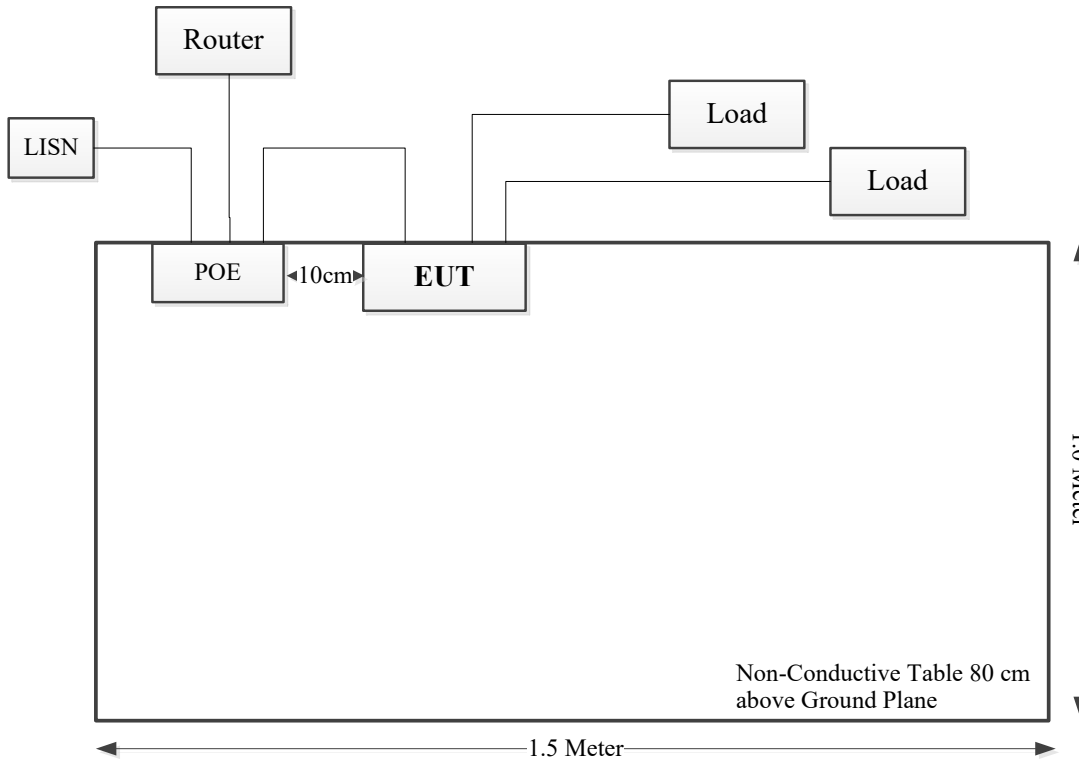 Router
Load
LISN
Load
POE
10cm
EUT
Non-Conductive Table 80 cm
above Ground Plane
1.5 Meter